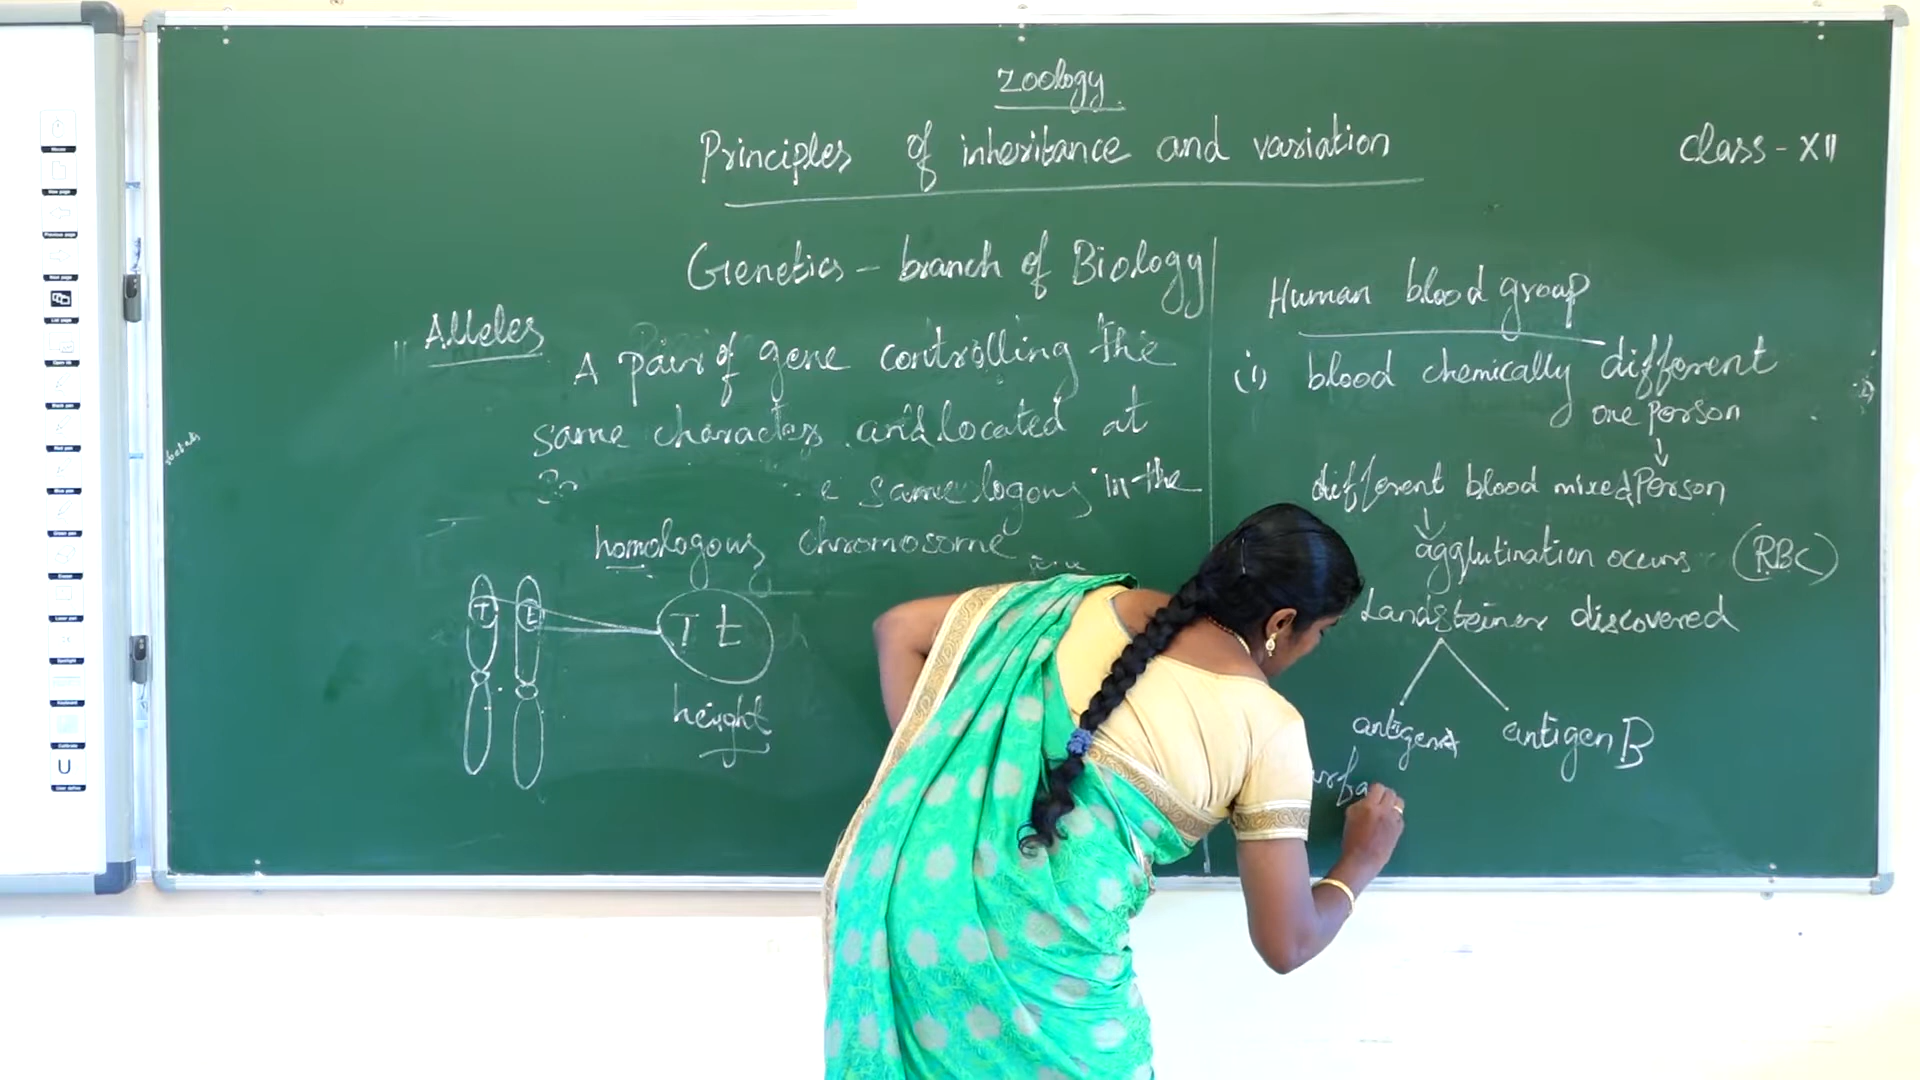 Zoology
Principles of inheritance and variation
Class - XII
Genetics - branch of Biology
Alleles
A pair of gene controlling the
same character and located at
same logous in the
homologous chromosome
T t
T t
height
Human blood group
(i) blood chemically different
one person
↓
different blood mixed Person
↓
agglutination occurs (RBC)
Landsteiner discovered
antigen A antigen B
urfa